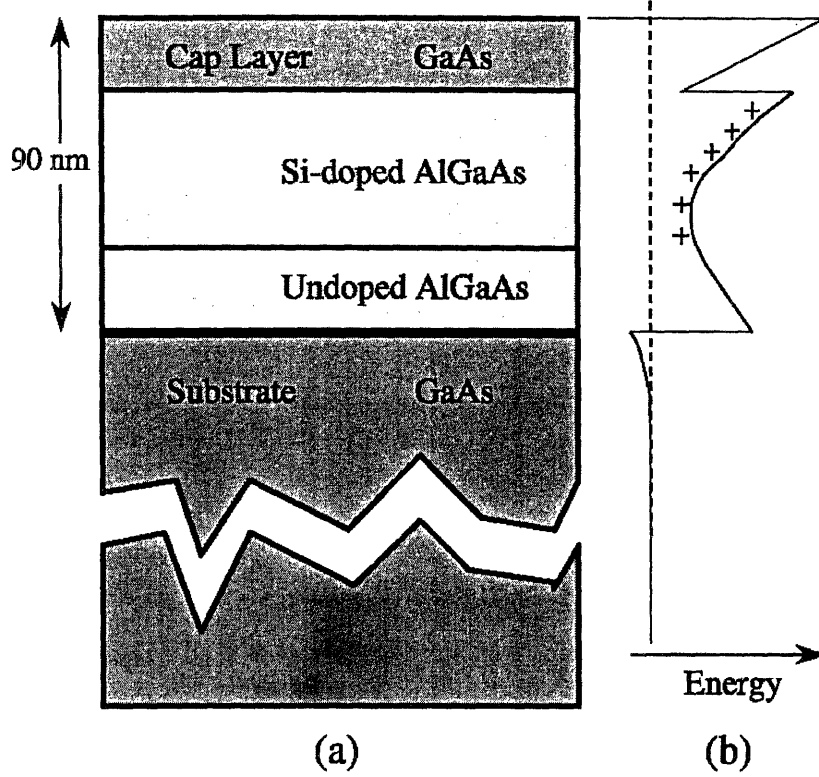 Cap Layer GaAs
90 nm
Si-doped AlGaAs
Undoped AlGaAs
Substrate GaAs
+ + + + + +
Energy
(a) (b)